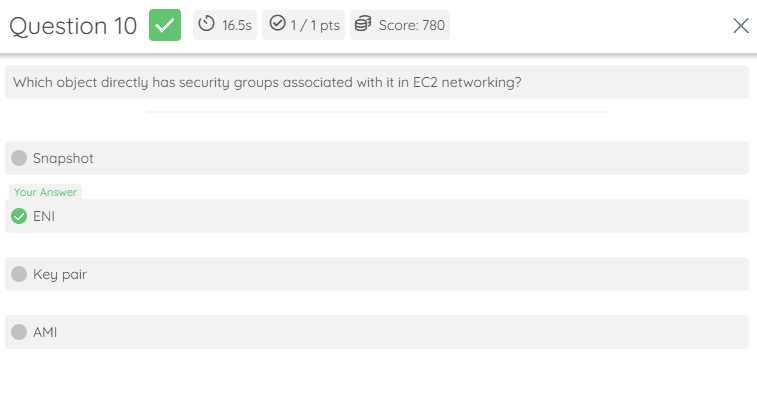 Question 10 16.5s 1 / 1 pts Score: 780
Which object directly has security groups associated with it in EC2 networking?
Snapshot
Your Answer
ENI
Key pair
AMI